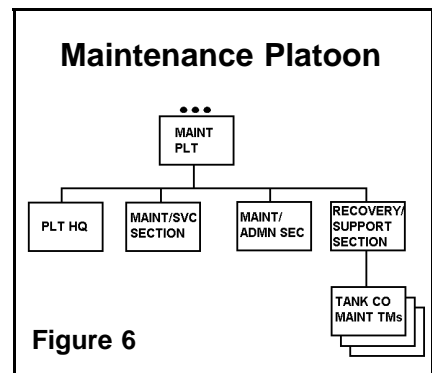 Maintenance Platoon
MAINT
PLT
PLT HQ
MAINT/SVC
SECTION
MAINT/
ADMN SEC
RECOVERY/
SUPPORT
SECTION
TANK CO
MAINT TMs
Figure 6